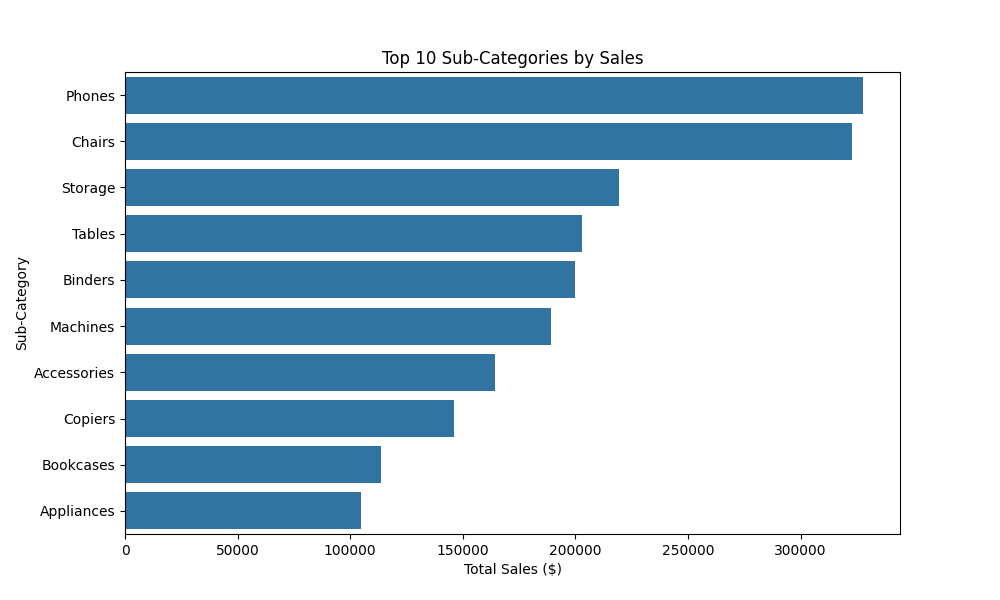 Top 10 Sub-Categories by Sales
Sub-Category
Phones
Chairs
Storage
Tables
Binders
Machines
Accessories
Copiers
Bookcases
Appliances
0 50000 100000 150000 200000 250000 300000
Total Sales ($)